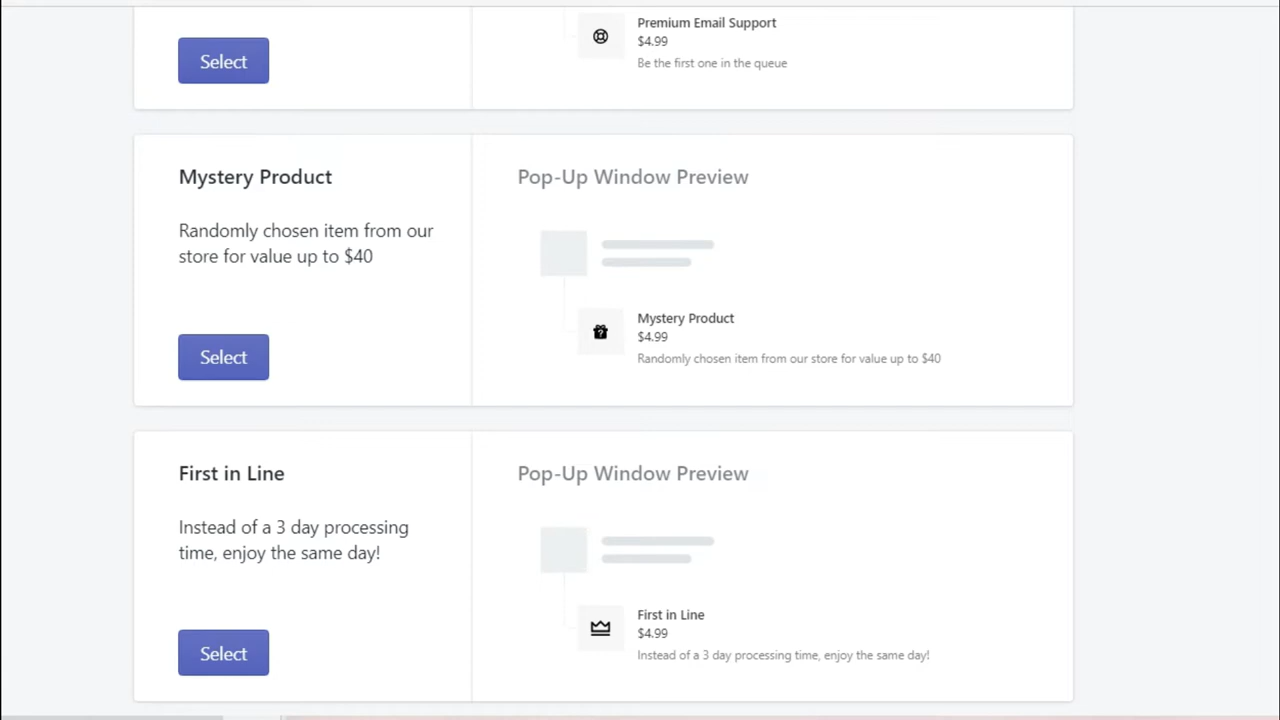 Premium Email Support
$4.99
Be the first one in the queue
Select
Mystery Product
Randomly chosen item from our
store for value up to $40
Select
Pop-Up Window Preview
Mystery Product
$4.99
Randomly chosen item from our store for value up to $40
First in Line
Instead of a 3 day processing
time, enjoy the same day!
Select
Pop-Up Window Preview
First in Line
$4.99
Instead of a 3 day processing time, enjoy the same day!